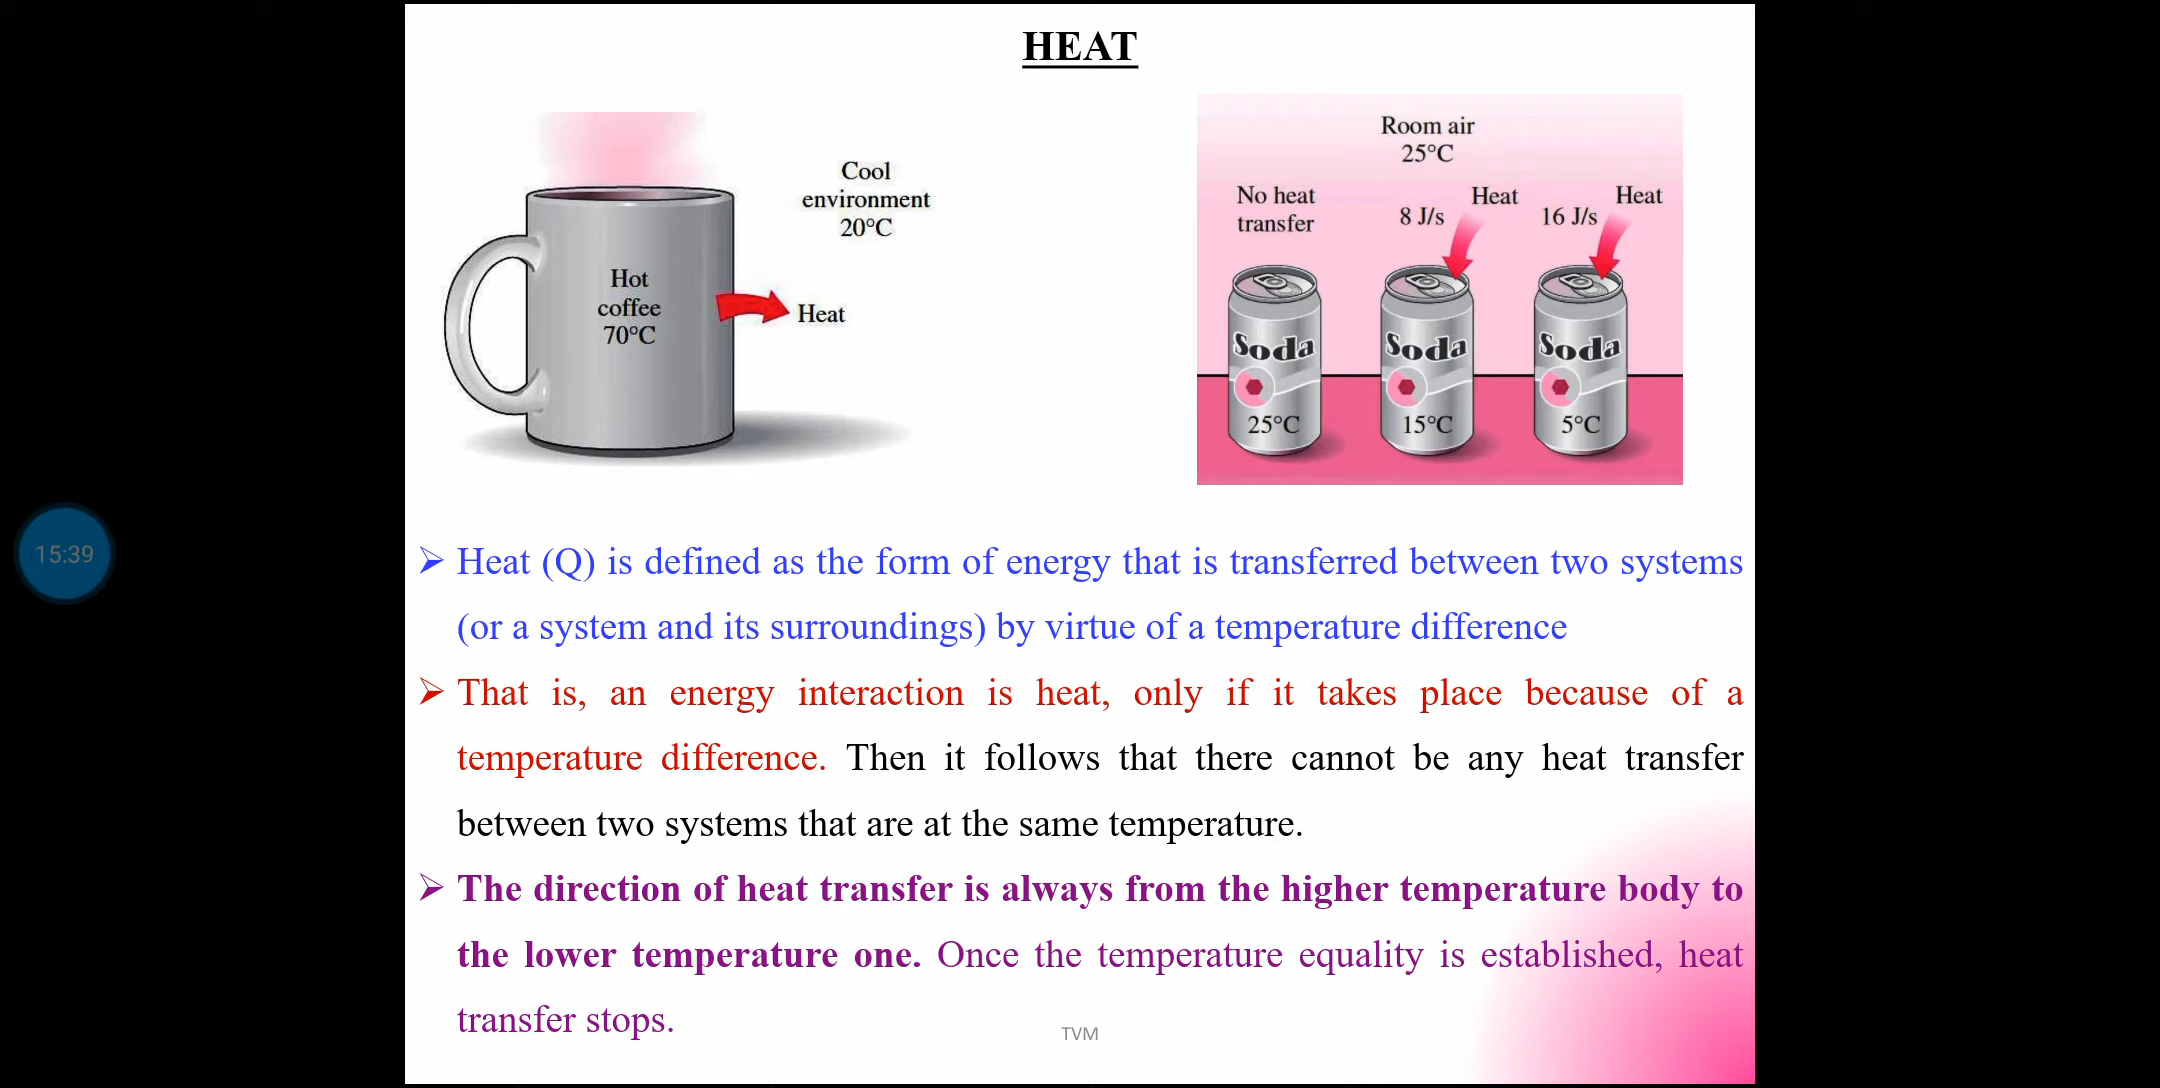 HEAT
Cool
environment
20°C
Hot
coffee
70°C
Heat
Room air
25°C
No heat
transfer
8 J/s
Heat
16 J/s
Heat
Soda
25°C
Soda
15°C
Soda
5°C
15:39
➢ Heat (Q) is defined as the form of energy that is transferred between two systems
(or a system and its surroundings) by virtue of a temperature difference
➢ That is, an energy interaction is heat, only if it takes place because of a
temperature difference. Then it follows that there cannot be any heat transfer
between two systems that are at the same temperature.
➢ The direction of heat transfer is always from the higher temperature body to
the lower temperature one. Once the temperature equality is established, heat
transfer stops.
TVM